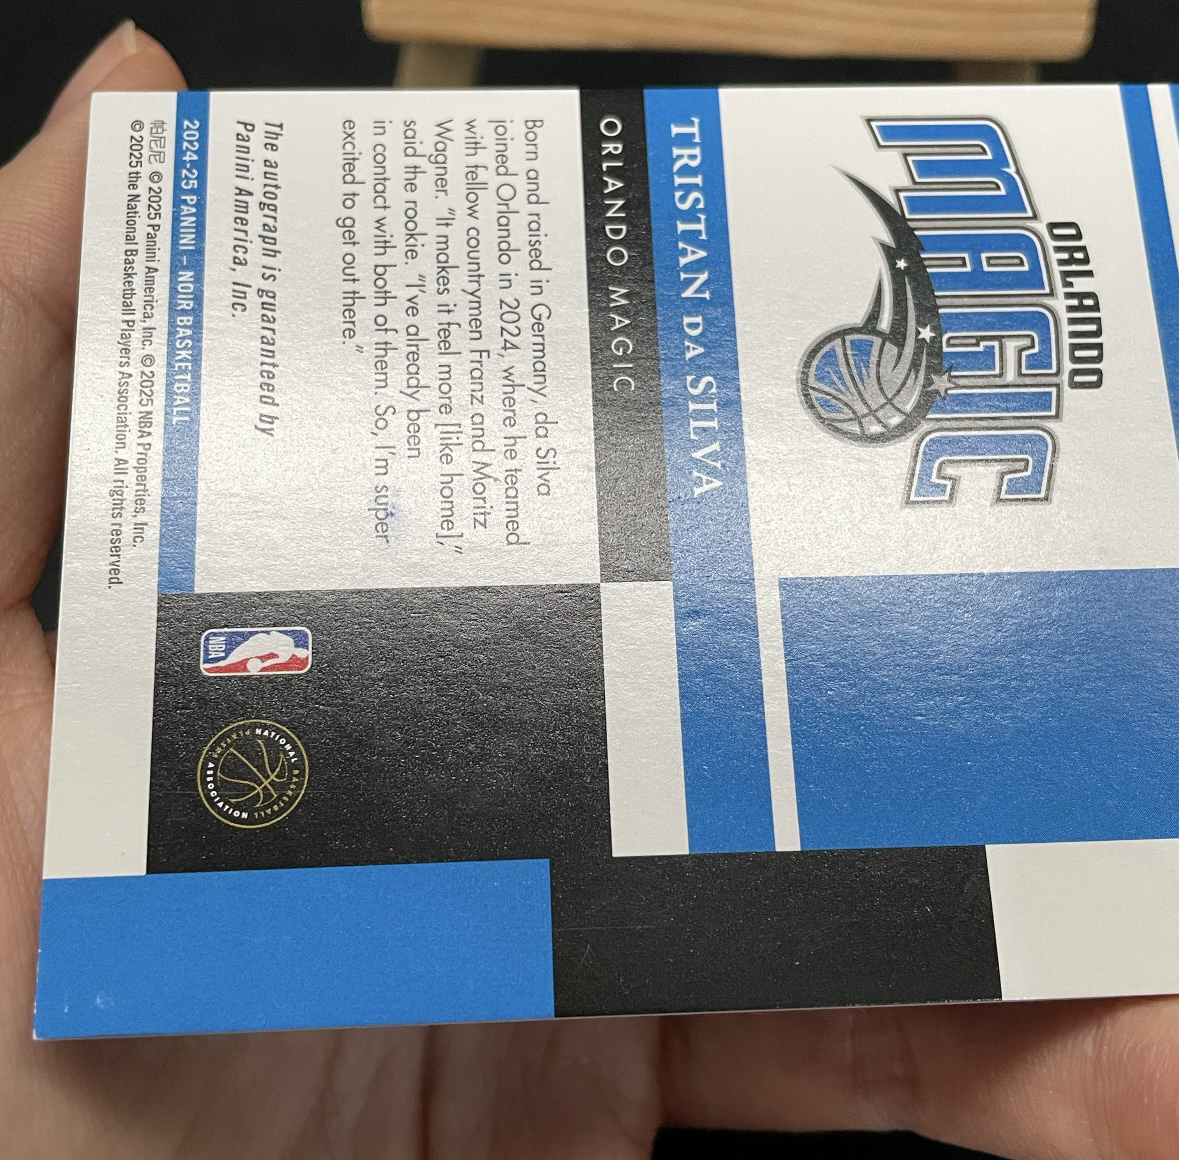 ORLANDO
MAGIC
TRISTAN DA SILVA
ORLANDO MAGIC
Born and raised in Germany, da Silva
joined Orlando in 2024, where he teamed
with fellow countrymen Franz and Moritz
Wagner. “It makes it feel more [like home],”
said the rookie. “I’ve already been
in contact with both of them. So, I’m super
excited to get out there.”
The autograph is guaranteed by
Panini America, Inc.
2024-25 PANINI – NOIR BASKETBALL
帕尼尼 © 2025 Panini America, Inc. © 2025 NBA Properties, Inc.
© 2025 the National Basketball Players Association. All rights reserved.
NBA
NATIONAL BASKETBALL PLAYERS ASSOCIATION